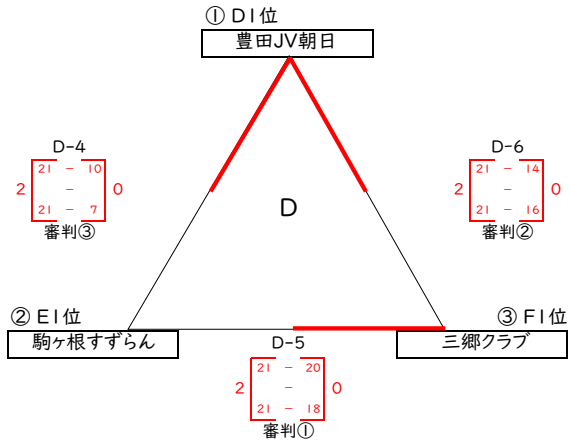 ① D1位
豊田JV朝日
D-4
21 - 10
2 - 0
21 - 7
審判③
D-6
21 - 14
2 - 0
21 - 16
審判②
D
② E1位
駒ヶ根すずらん
③ F1位
三郷クラブ
D-5
21 - 20
2 - 0
21 - 18
審判①